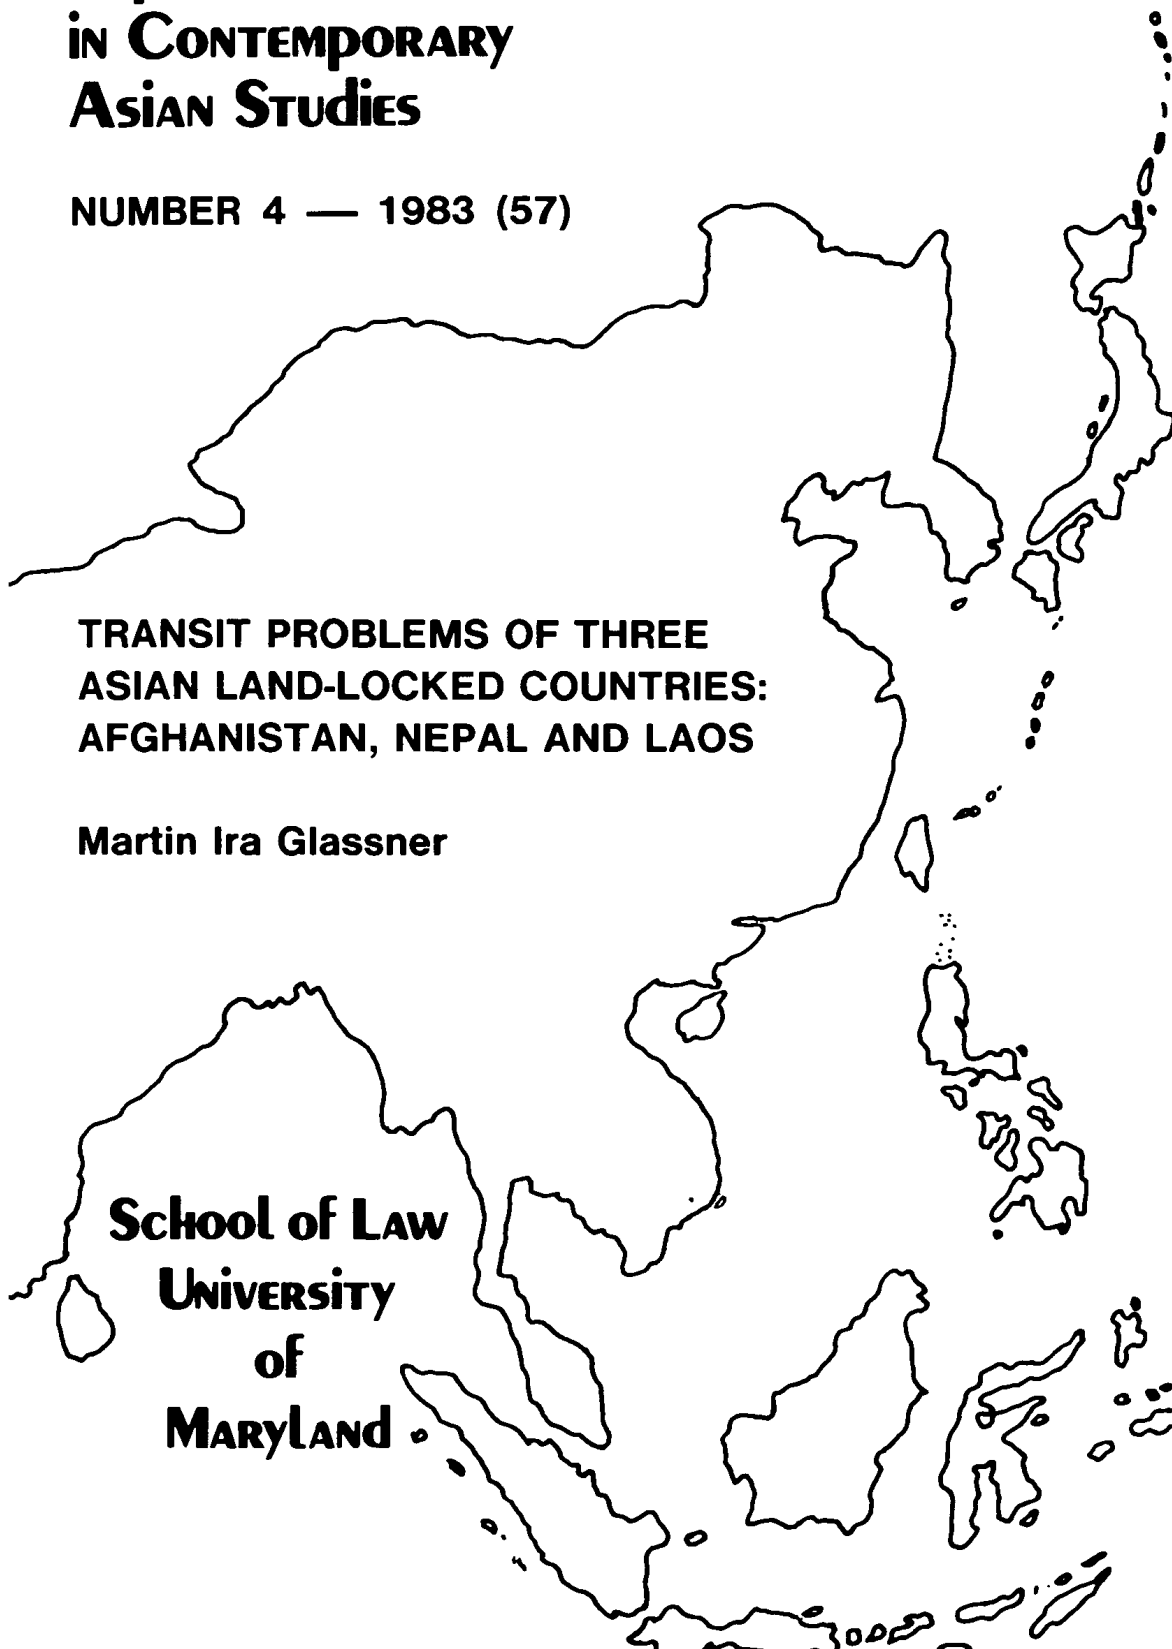 in Contemporary
Asian Studies
NUMBER 4 — 1983 (57)
TRANSIT PROBLEMS OF THREE
ASIAN LAND-LOCKED COUNTRIES:
AFGHANISTAN, NEPAL AND LAOS
Martin Ira Glassner
School of Law
University
of
Maryland